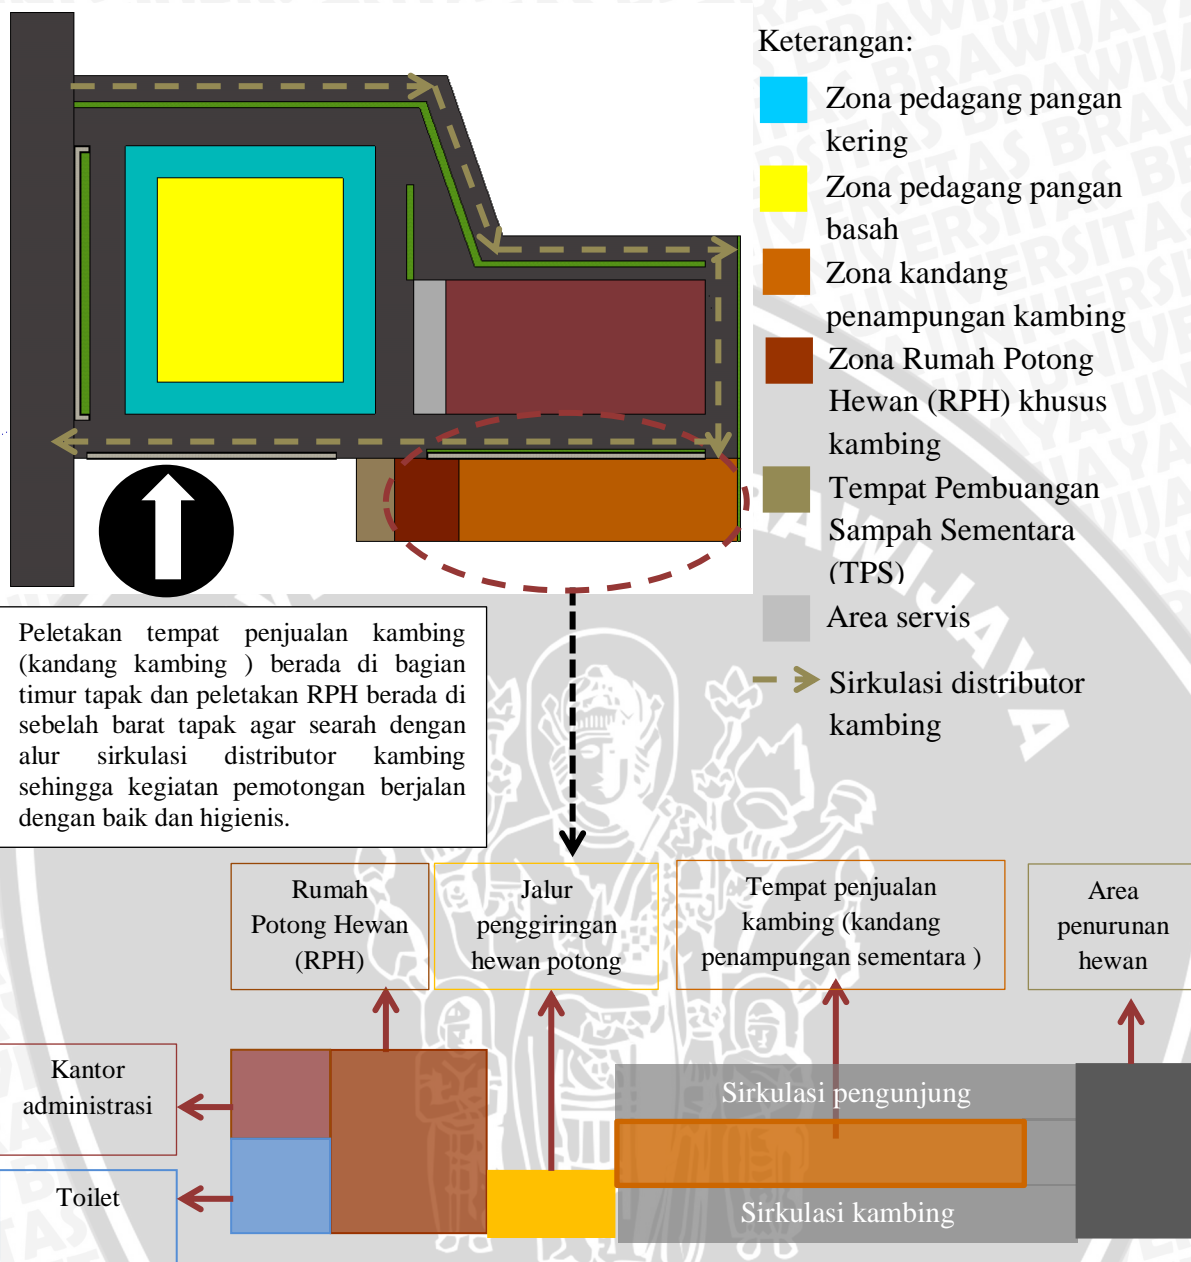 Keterangan:
Zona pedagang pangan
kering
Zona pedagang pangan
basah
Zona kandang
penampungan kambing
Zona Rumah Potong
Hewan (RPH) khusus
kambing
Tempat Pembuangan
Sampah Sementara
(TPS)
Area servis
Sirkulasi distributor
kambing
Peletakan tempat penjualan kambing
(kandang kambing ) berada di bagian
timur tapak dan peletakan RPH berada di
sebelah barat tapak agar searah dengan
alur sirkulasi distributor kambing
sehingga kegiatan pemotongan berjalan
dengan baik dan higienis.
Rumah
Potong Hewan
(RPH)
Jalur
penggiringan
hewan potong
Tempat penjualan
kambing (kandang
penampungan sementara )
Area
penurunan
hewan
Kantor
administrasi
Toilet
Sirkulasi pengunjung
Sirkulasi kambing